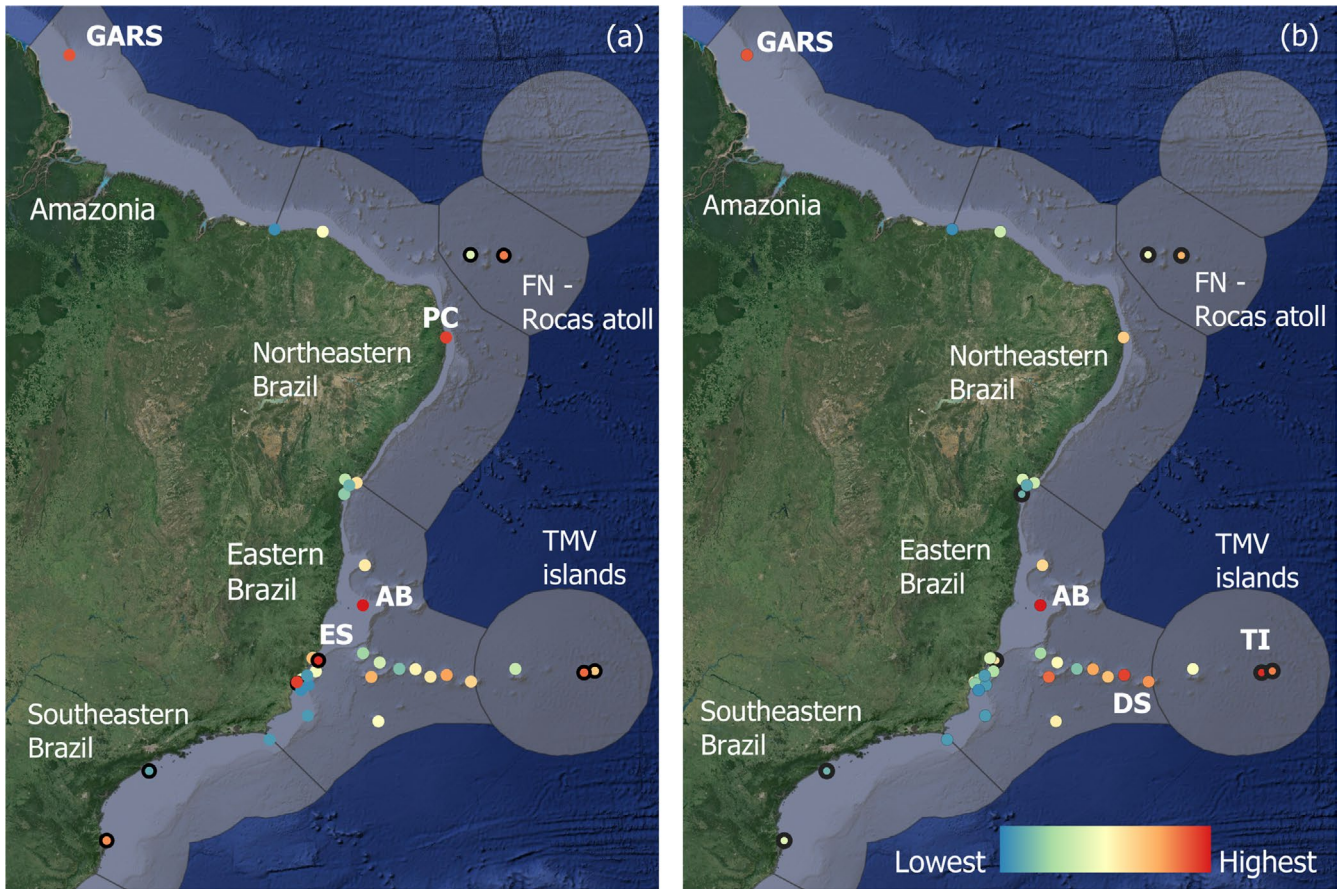 GARS
(a)
Amazonia
FN -
Rocas atoll
PC
Northeastern
Brazil
TMV
islands
Eastern
Brazil
AB
ES
Southeastern
Brazil
GARS
(b)
Amazonia
FN -
Rocas atoll
Northeastern
Brazil
TMV
islands
Eastern
Brazil
AB
TI
DS
Southeastern
Brazil
Lowest
Highest